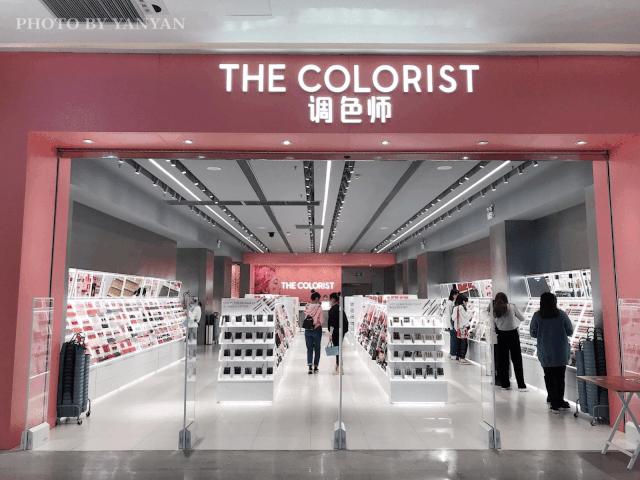 PHOTO BY YANYAN
THE COLORIST
调色师
THE COLORIST